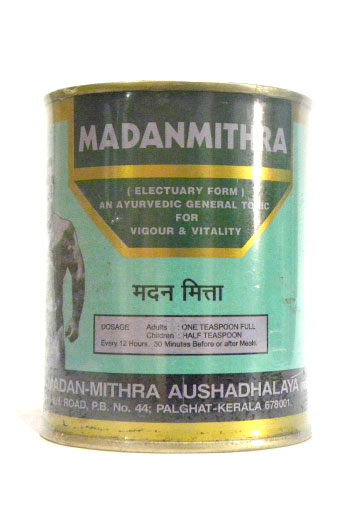 MADANMITHRA
( ELECTUARY FORM )
AN AYURVEDIC GENERAL TONIC
FOR
VIGOUR & VITALITY
मदन मित्ता
DOSAGE Adults : ONE TEASPOON FULL
Children : HALF TEASPOON
Every 12 Hours, 30 Minutes Before or after Meals.
MADAN-MITHRA AUSHADHALAYA
ROAD, P.B. No. 44; PALGHAT-KERALA 678001.